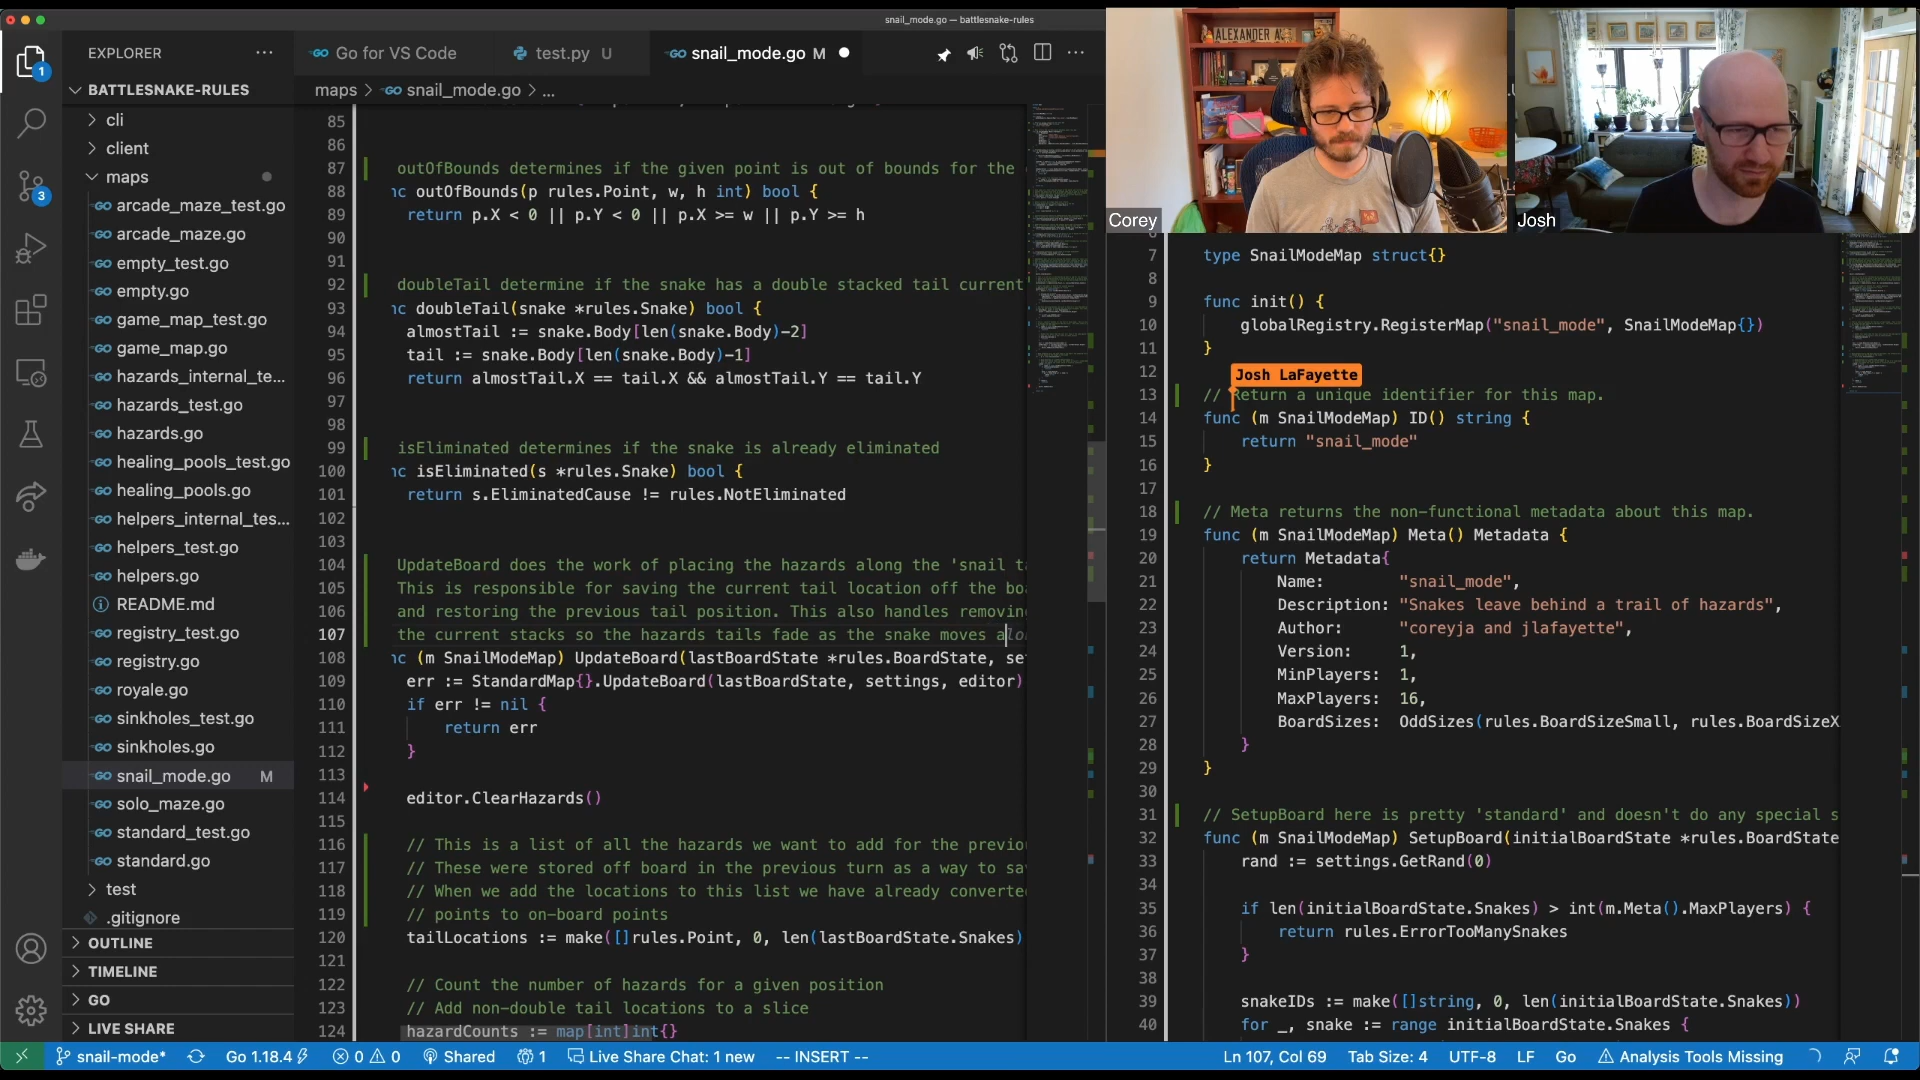 snail_mode.go — battlesnake-rules
EXPLORER
Go for VS Code
test.py U
snail_mode.go M
BATTLESNAKE-RULES
cli
client
maps
arcade_maze_test.go
arcade_maze.go
empty_test.go
empty.go
game_map_test.go
game_map.go
hazards_internal_te...
hazards_test.go
hazards.go
healing_pools_test.go
healing_pools.go
helpers_internal_tes...
helpers_test.go
helpers.go
README.md
registry_test.go
registry.go
royale.go
sinkholes_test.go
sinkholes.go
snail_mode.go M
solo_maze.go
standard_test.go
standard.go
test
.gitignore
OUTLINE
TIMELINE
GO
LIVE SHARE
maps > snail_mode.go > ...
85
86
87 outOfBounds determines if the given point is out of bounds for the
88 nc outOfBounds(p rules.Point, w, h int) bool {
89 return p.X < 0 || p.Y < 0 || p.X >= w || p.Y >= h
90
91
92 doubleTail determine if the snake has a double stacked tail current
93 nc doubleTail(snake *rules.Snake) bool {
94 almostTail := snake.Body[len(snake.Body)-2]
95 tail := snake.Body[len(snake.Body)-1]
96 return almostTail.X == tail.X && almostTail.Y == tail.Y
97
98
99 isEliminated determines if the snake is already eliminated
100 nc isEliminated(s *rules.Snake) bool {
101 return s.EliminatedCause != rules.NotEliminated
102
103
104 UpdateBoard does the work of placing the hazards along the 'snail ta
105 This is responsible for saving the current tail location off the boa
106 and restoring the previous tail position. This also handles removin
107 the current stacks so the hazards tails fade as the snake moves alon
108 nc (m SnailModeMap) UpdateBoard(lastBoardState *rules.BoardState, se
109 err := StandardMap{}.UpdateBoard(lastBoardState, settings, editor)
110 if err != nil {
111 return err
112 }
113
114 editor.ClearHazards()
115
116 // This is a list of all the hazards we want to add for the previou
117 // These were stored off board in the previous turn as a way to sav
118 // When we add the locations to this list we have already converted
119 // points to on-board points
120 tailLocations := make([]rules.Point, 0, len(lastBoardState.Snakes)
121
122 // Count the number of hazards for a given position
123 // Add non-double tail locations to a slice
124 hazardCounts := map[int]int{}
ALEXANDER A
Corey
Josh
7 type SnailModeMap struct{}
8
9 func init() {
10 globalRegistry.RegisterMap("snail_mode", SnailModeMap{})
11 }
12
Josh LaFayette
13 // Return a unique identifier for this map.
14 func (m SnailModeMap) ID() string {
15 return "snail_mode"
16 }
17
18 // Meta returns the non-functional metadata about this map.
19 func (m SnailModeMap) Meta() Metadata {
20 return Metadata{
21 Name: "snail_mode",
22 Description: "Snakes leave behind a trail of hazards",
23 Author: "coreyja and jlafayette",
24 Version: 1,
25 MinPlayers: 1,
26 MaxPlayers: 16,
27 BoardSizes: OddSizes(rules.BoardSizeSmall, rules.BoardSizeX
28 }
29 }
30
31 // SetupBoard here is pretty 'standard' and doesn't do any special s
32 func (m SnailModeMap) SetupBoard(initialBoardState *rules.BoardState
33 rand := settings.GetRand(0)
34
35 if len(initialBoardState.Snakes) > int(m.Meta().MaxPlayers) {
36 return rules.ErrorTooManySnakes
37 }
38
39 snakeIDs := make([]string, 0, len(initialBoardState.Snakes))
40 for _, snake := range initialBoardState.Snakes {
snail-mode* Go 1.18.4 0 0 Shared 1 Live Share Chat: 1 new -- INSERT -- Ln 107, Col 69 Tab Size: 4 UTF-8 LF Go Analysis Tools Missing